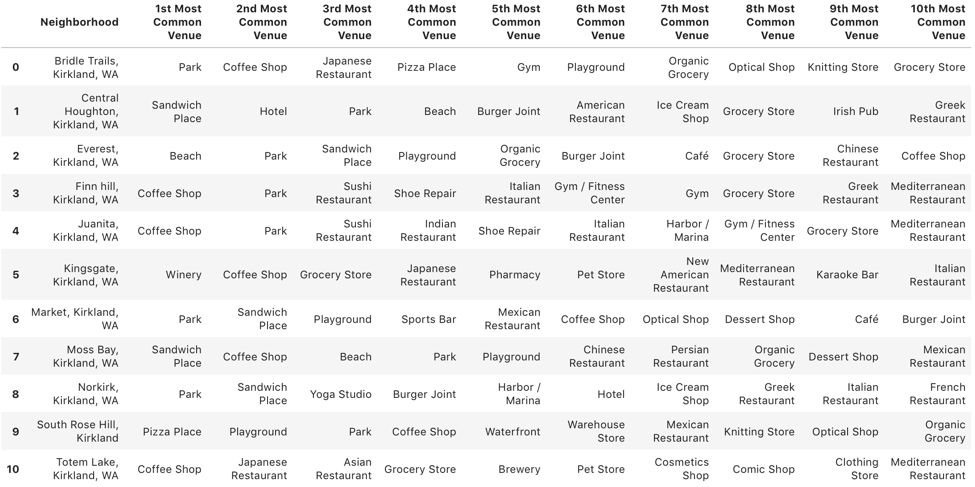 Neighborhood 1st Most Common Venue 2nd Most Common Venue 3rd Most Common Venue 4th Most Common Venue 5th Most Common Venue 6th Most Common Venue 7th Most Common Venue 8th Most Common Venue 9th Most Common Venue 10th Most Common Venue
0 Bridle Trails, Kirkland, WA Park Coffee Shop Japanese Restaurant Pizza Place Gym Playground Organic Grocery Optical Shop Knitting Store Grocery Store
1 Central Houghton, Kirkland, WA Sandwich Place Hotel Park Beach Burger Joint American Restaurant Ice Cream Shop Grocery Store Irish Pub Greek Restaurant
2 Everest, Kirkland, WA Beach Park Sandwich Place Playground Organic Grocery Burger Joint Café Grocery Store Chinese Restaurant Coffee Shop
3 Finn hill, Kirkland, WA Coffee Shop Park Sushi Restaurant Shoe Repair Italian Restaurant Gym / Fitness Center Gym Grocery Store Greek Restaurant Mediterranean Restaurant
4 Juanita, Kirkland, WA Coffee Shop Park Sushi Restaurant Indian Restaurant Shoe Repair Italian Restaurant Harbor / Marina Gym / Fitness Center Grocery Store Mediterranean Restaurant
5 Kingsgate, Kirkland, WA Winery Coffee Shop Grocery Store Japanese Restaurant Pharmacy Pet Store New American Restaurant Mediterranean Restaurant Karaoke Bar Italian Restaurant
6 Market, Kirkland, WA Park Sandwich Place Playground Sports Bar Mexican Restaurant Coffee Shop Optical Shop Dessert Shop Café Burger Joint
7 Moss Bay, Kirkland, WA Sandwich Place Coffee Shop Beach Park Playground Chinese Restaurant Persian Restaurant Organic Grocery Dessert Shop Mexican Restaurant
8 Norkirk, Kirkland, WA Park Sandwich Place Yoga Studio Burger Joint Harbor / Marina Hotel Ice Cream Shop Greek Restaurant Italian Restaurant French Restaurant
9 South Rose Hill, Kirkland Pizza Place Playground Park Coffee Shop Waterfront Warehouse Store Mexican Restaurant Knitting Store Optical Shop Organic Grocery
10 Totem Lake, Kirkland, WA Coffee Shop Japanese Restaurant Asian Restaurant Grocery Store Brewery Pet Store Cosmetics Shop Comic Shop Clothing Store Mediterranean Restaurant